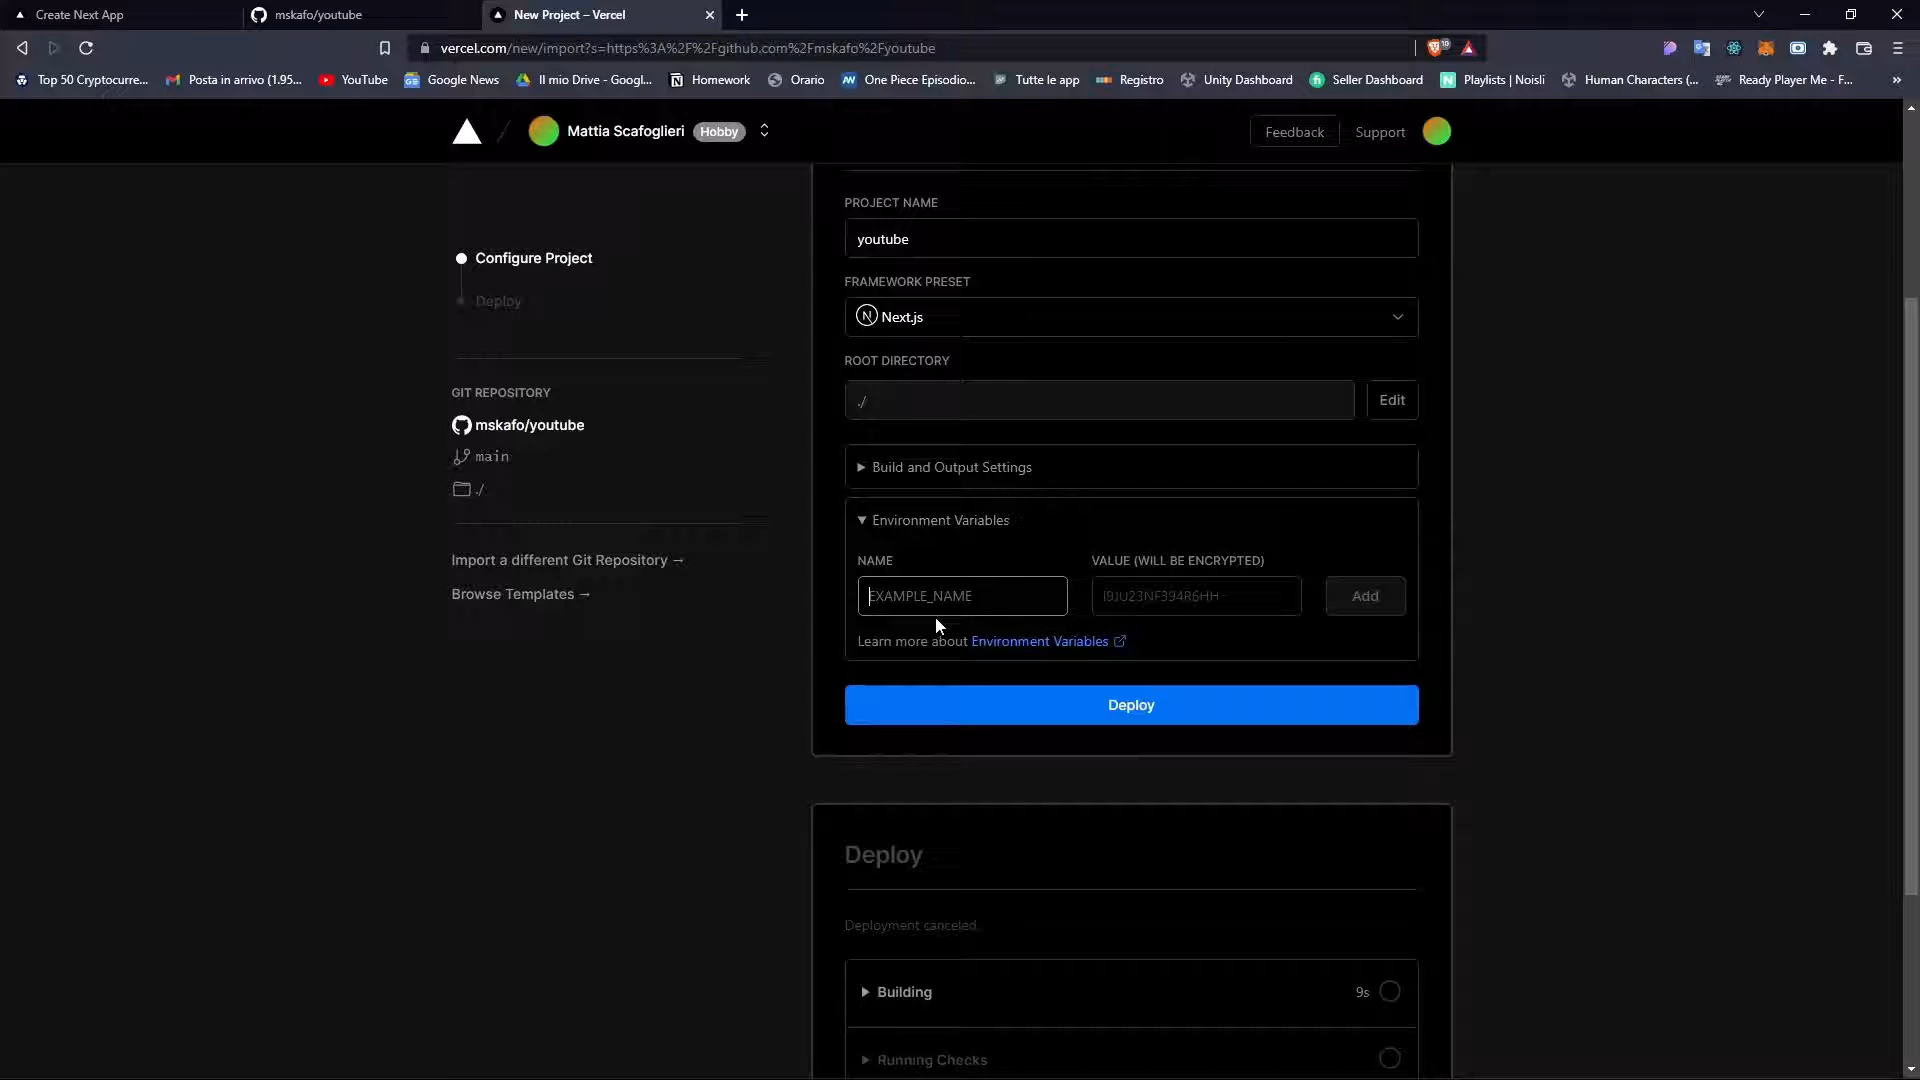 Create Next App
mskafo/youtube
New Project – Vercel
vercel.com/new/import?s=https%3A%2F%2Fgithub.com%2Fmskafo%2Fyoutube
10
Top 50 Cryptocurre...
Posta in arrivo (1.95...
YouTube
Google News
Il mio Drive - Googl...
Homework
Orario
One Piece Episodio...
Tutte le app
Registro
Unity Dashboard
Seller Dashboard
Playlists | Noisli
Human Characters (...
Ready Player Me - F...
Mattia Scafoglieri
Hobby
Feedback
Support
Configure Project
Deploy
GIT REPOSITORY
mskafo/youtube
main
./
Import a different Git Repository →
Browse Templates →
PROJECT NAME
youtube
FRAMEWORK PRESET
Next.js
ROOT DIRECTORY
./
Edit
Build and Output Settings
Environment Variables
NAME
VALUE (WILL BE ENCRYPTED)
EXAMPLE_NAME
I9JU23NF394R6HH
Add
Learn more about Environment Variables
Deploy
Deploy
Deployment canceled.
Building
9s
Running Checks